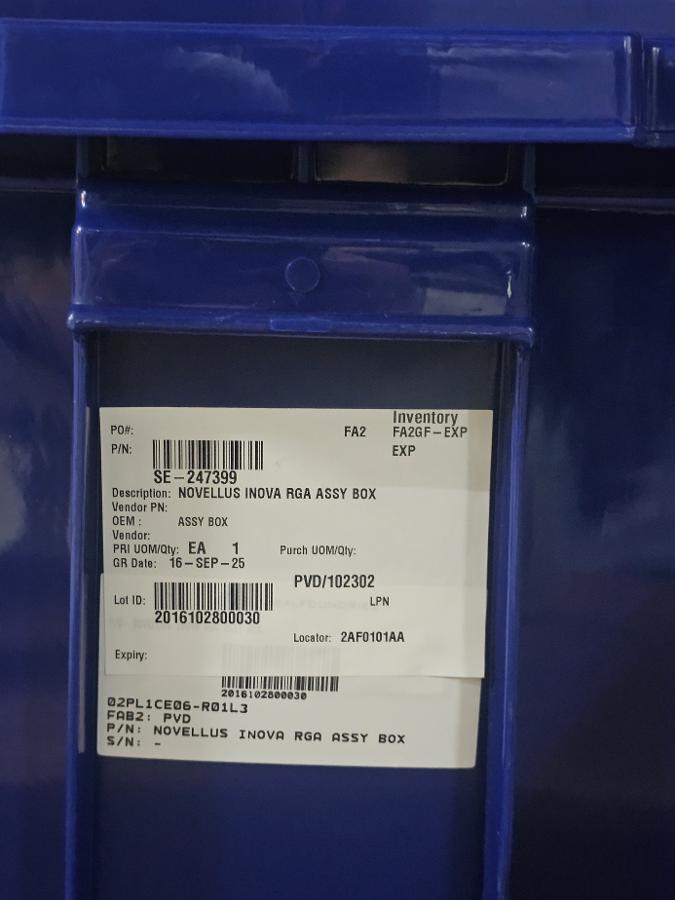 Inventory
PO#: FA2 FA2GF-EXP
P/N: EXP
SE-247399
Description: NOVELLUS INOVA RGA ASSY BOX
Vendor PN:
OEM : ASSY BOX
Vendor:
PRI UOM/Qty: EA 1 Purch UOM/Qty:
GR Date: 16-SEP-25
PVD/102302
Lot ID: LPN
2016102800030
Locator: 2AF0101AA
Expiry:
2016102800030
02PL1CE06-R01L3
FAB2: PVD
P/N: NOVELLUS INOVA RGA ASSY BOX
S/N: -